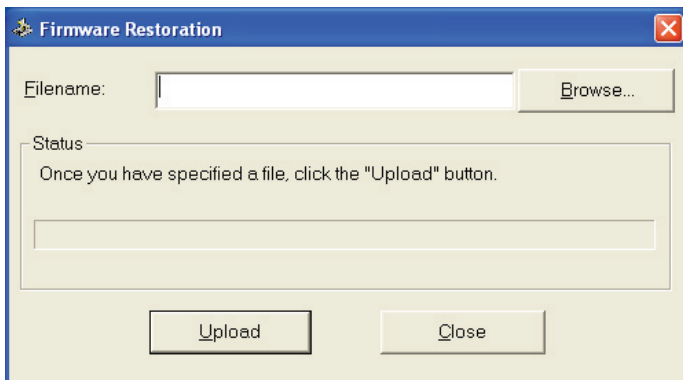 Firmware Restoration
Filename:
Browse...
Status
Once you have specified a file, click the "Upload" button.
Upload
Close